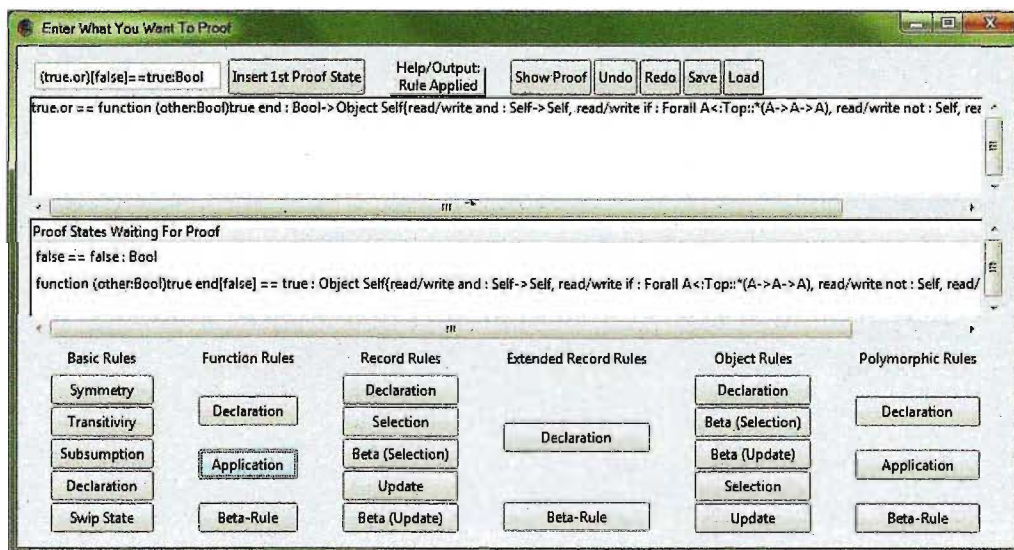 Enter What You Want To Proof
(true.or)[false]==true:Bool Insert 1st Proof State Help/Output: Rule Applied Show Proof Undo Redo Save Load
true.or == function (other:Bool)true end : Bool->Object Self{read/write and : Self->Self, read/write if : Forall A<:Top::*(A->A->A), read/write not : Self, rea
Proof States Waiting For Proof
false == false : Bool
function (other:Bool)true end[false] == true : Object Self{read/write and : Self->Self, read/write if : Forall A<:Top::*(A->A->A), read/write not : Self, read/
Basic Rules Function Rules Record Rules Extended Record Rules Object Rules Polymorphic Rules
Symmetry Declaration Declaration
Transitiviry Declaration Selection Beta (Selection) Declaration
Subsumption Beta (Selection) Declaration Beta (Update)
Declaration Application Update Selection Application
Swip State Beta-Rule Beta (Update) Beta-Rule Update Beta-Rule